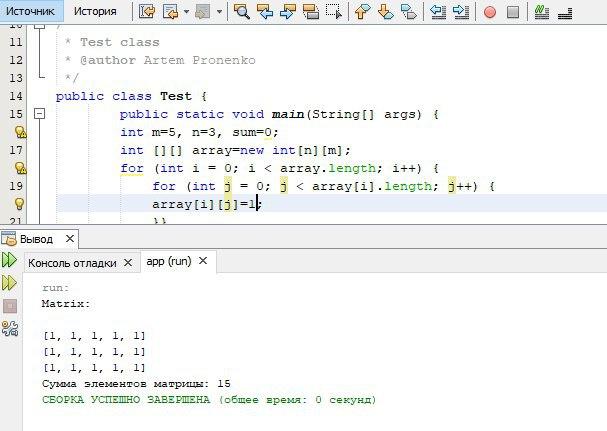 Источник История
10 /**
11 * Test class
12 * @author Artem Pronenko
13 */
14 public class Test {
15 public static void main(String[] args) {
int m=5, n=3, sum=0;
17 int [][] array=new int[n][m];
for (int i = 0; i < array.length; i++) {
19 for (int j = 0; j < array[i].length; j++) {
array[i][j]=1;
21 }}
Вывод X
Консоль отладки X app (run) X
run:
Matrix:
[1, 1, 1, 1, 1]
[1, 1, 1, 1, 1]
[1, 1, 1, 1, 1]
Сумма элементов матрицы: 15
СБОРКА УСПЕШНО ЗАВЕРШЕНА (общее время: 0 секунд)